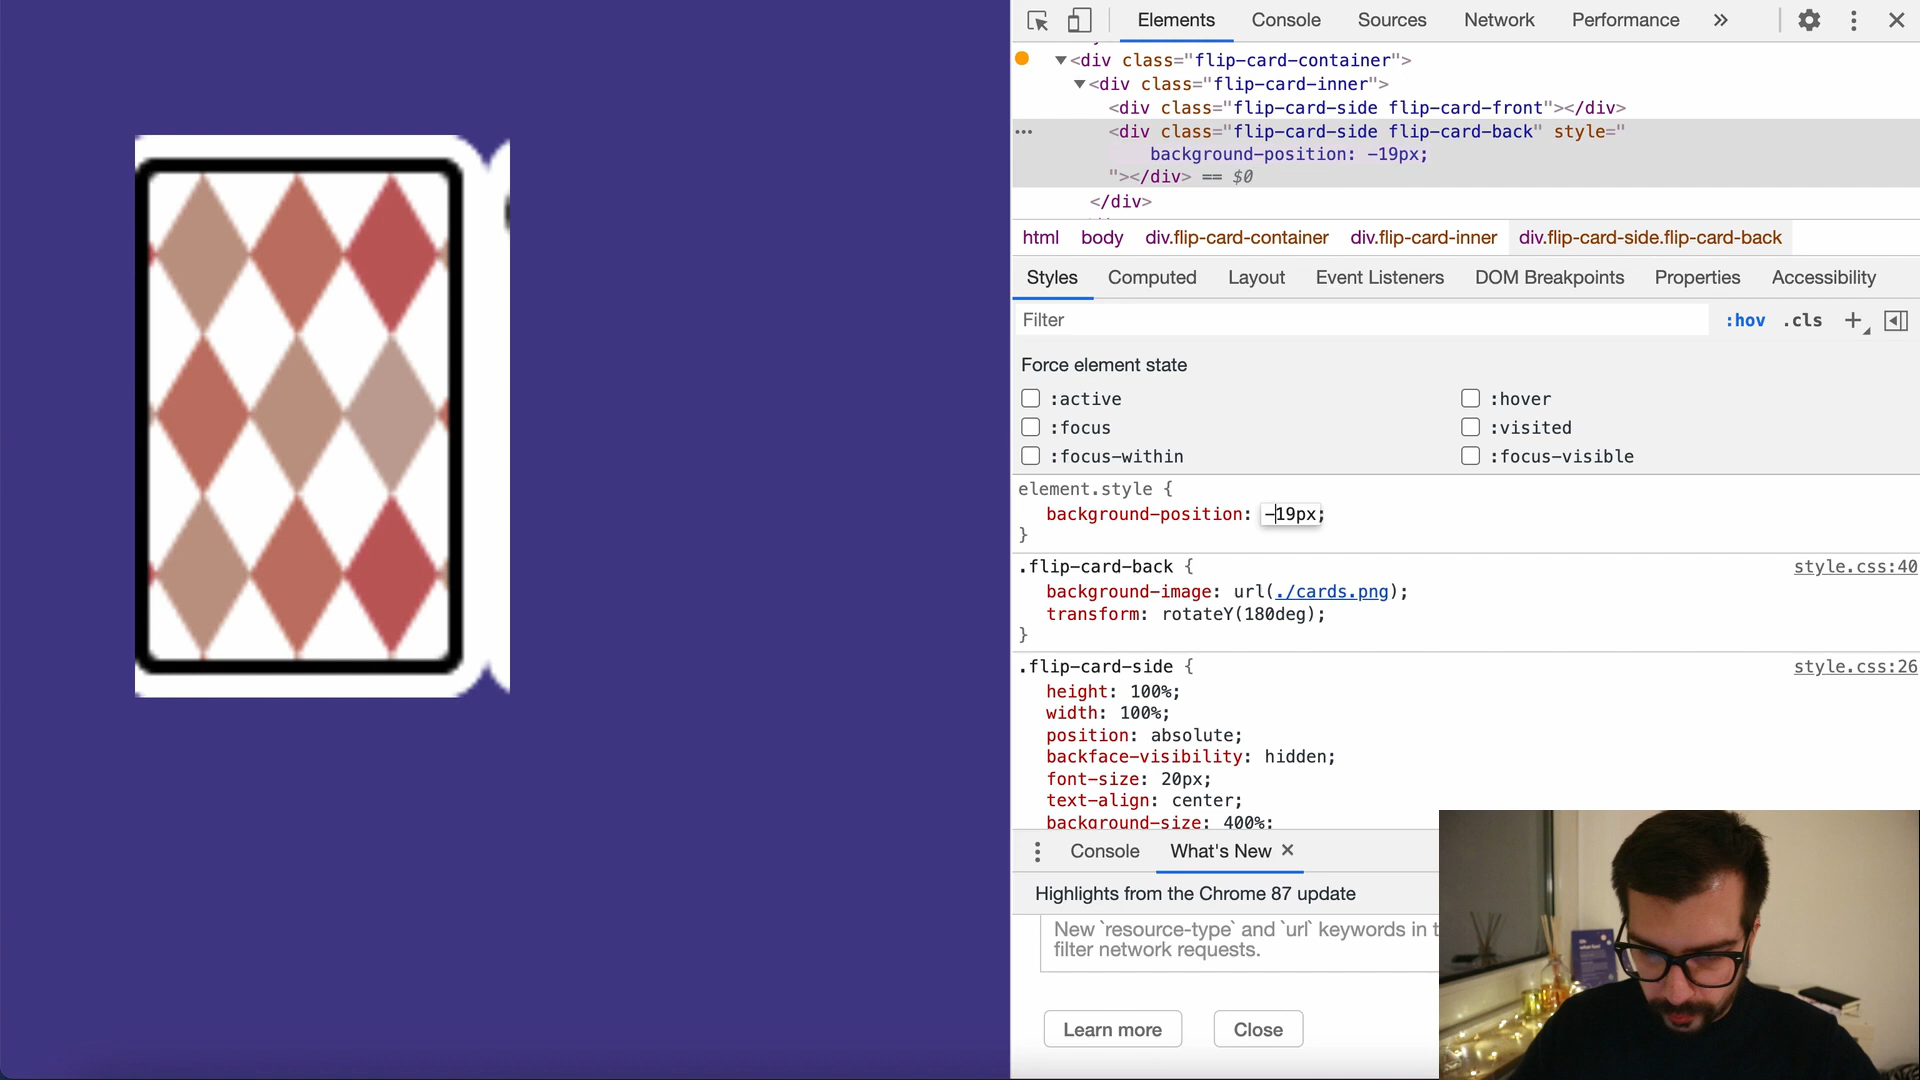 Elements Console Sources Network Performance
<div class="flip-card-container">
<div class="flip-card-inner">
<div class="flip-card-side flip-card-front"></div>
<div class="flip-card-side flip-card-back" style="
background-position: -19px;
"></div> == $0
</div>
html body div.flip-card-container div.flip-card-inner div.flip-card-side.flip-card-back
Styles Computed Layout Event Listeners DOM Breakpoints Properties Accessibility
Filter :hov .cls
Force element state
:active :hover
:focus :visited
:focus-within :focus-visible
element.style {
background-position: -19px;
}
.flip-card-back { style.css:40
background-image: url(./cards.png);
transform: rotateY(180deg);
}
.flip-card-side { style.css:26
height: 100%;
width: 100%;
position: absolute;
backface-visibility: hidden;
font-size: 20px;
text-align: center;
background-size: 400%;
Console What's New
Highlights from the Chrome 87 update
New `resource-type` and `url` keywords in t
filter network requests.
Learn more Close